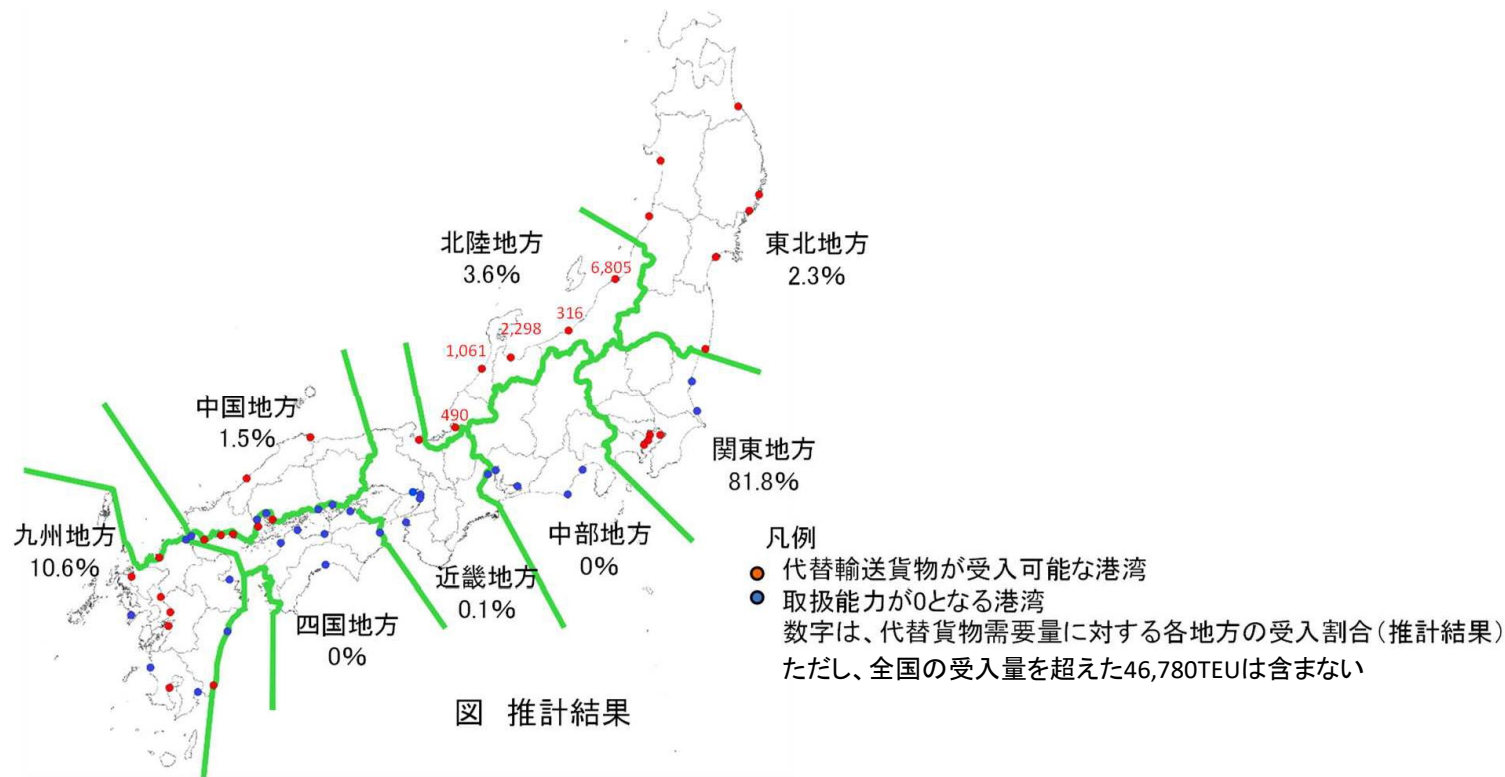 北陸地方
3.6%
東北地方
2.3%
6,805
316
2,298
1,061
490
中国地方
1.5%
関東地方
81.8%
九州地方
10.6%
中部地方
0%
近畿地方
0.1%
四国地方
0%
凡例
代替輸送貨物が受入可能な港湾
取扱能力が0となる港湾
数字は、代替貨物需要量に対する各地方の受入割合(推計結果)
ただし、全国の受入量を超えた46,780TEUは含まない
図 推計結果